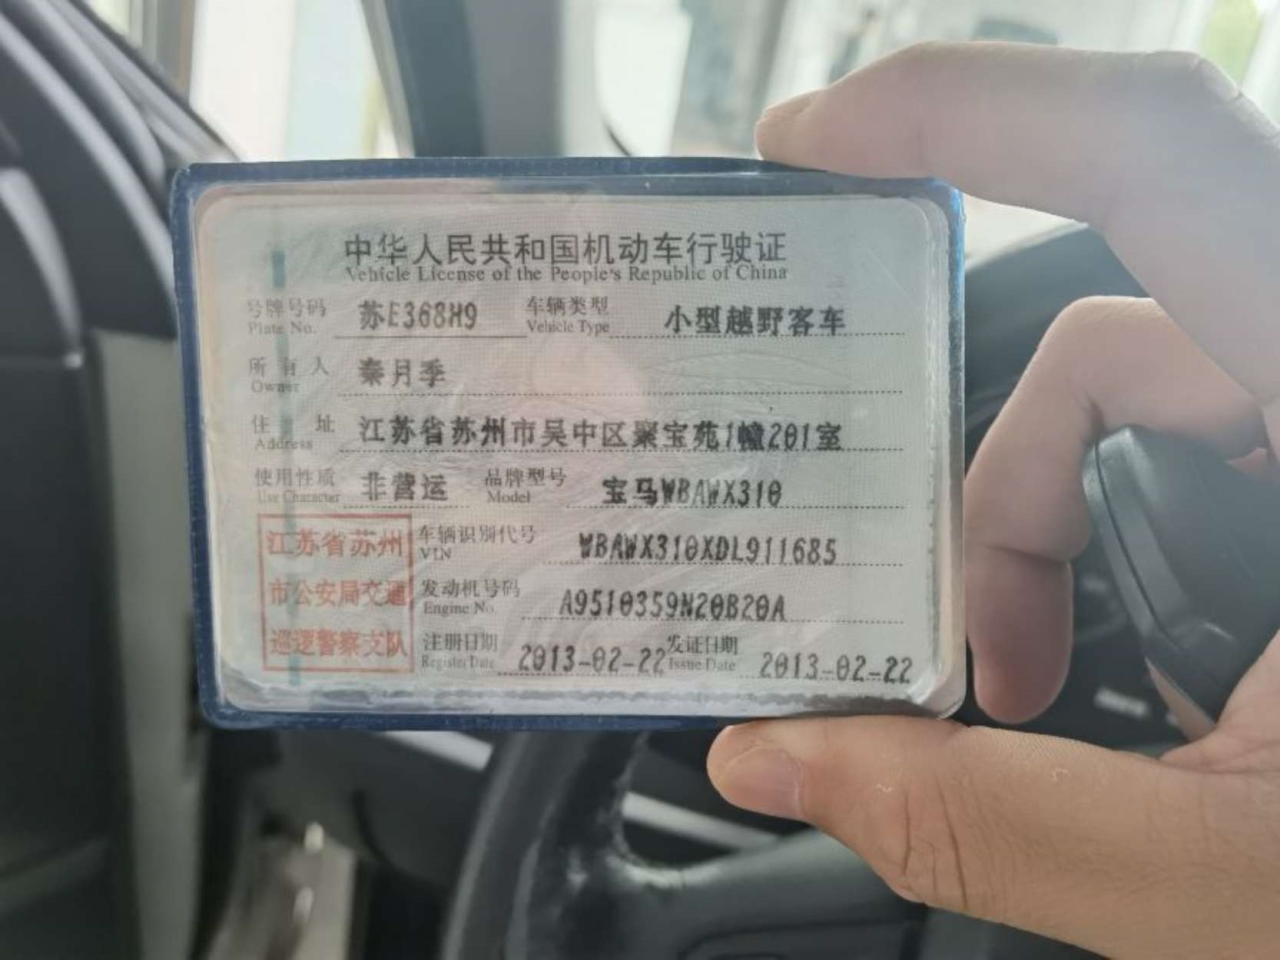 中华人民共和国机动车行驶证
Vehicle License of the People's Republic of China
号牌号码 苏E368H9 车辆类型 小型越野客车
Plate No. Vehicle Type
所有人 秦月季
Owner
住址 江苏省苏州市吴中区聚宝苑1幢201室
Address
使用性质 非营运 品牌型号 宝马WBAWX310
Use Character Model
江苏省苏州 车辆识别代号 WBAWX310XDL911685
VIN
市公安局交通 发动机号码 A9510359N20B20A
Engine No.
巡逻警察支队 注册日期 2013-02-22 发证日期 2013-02-22
Register Date Issue Date